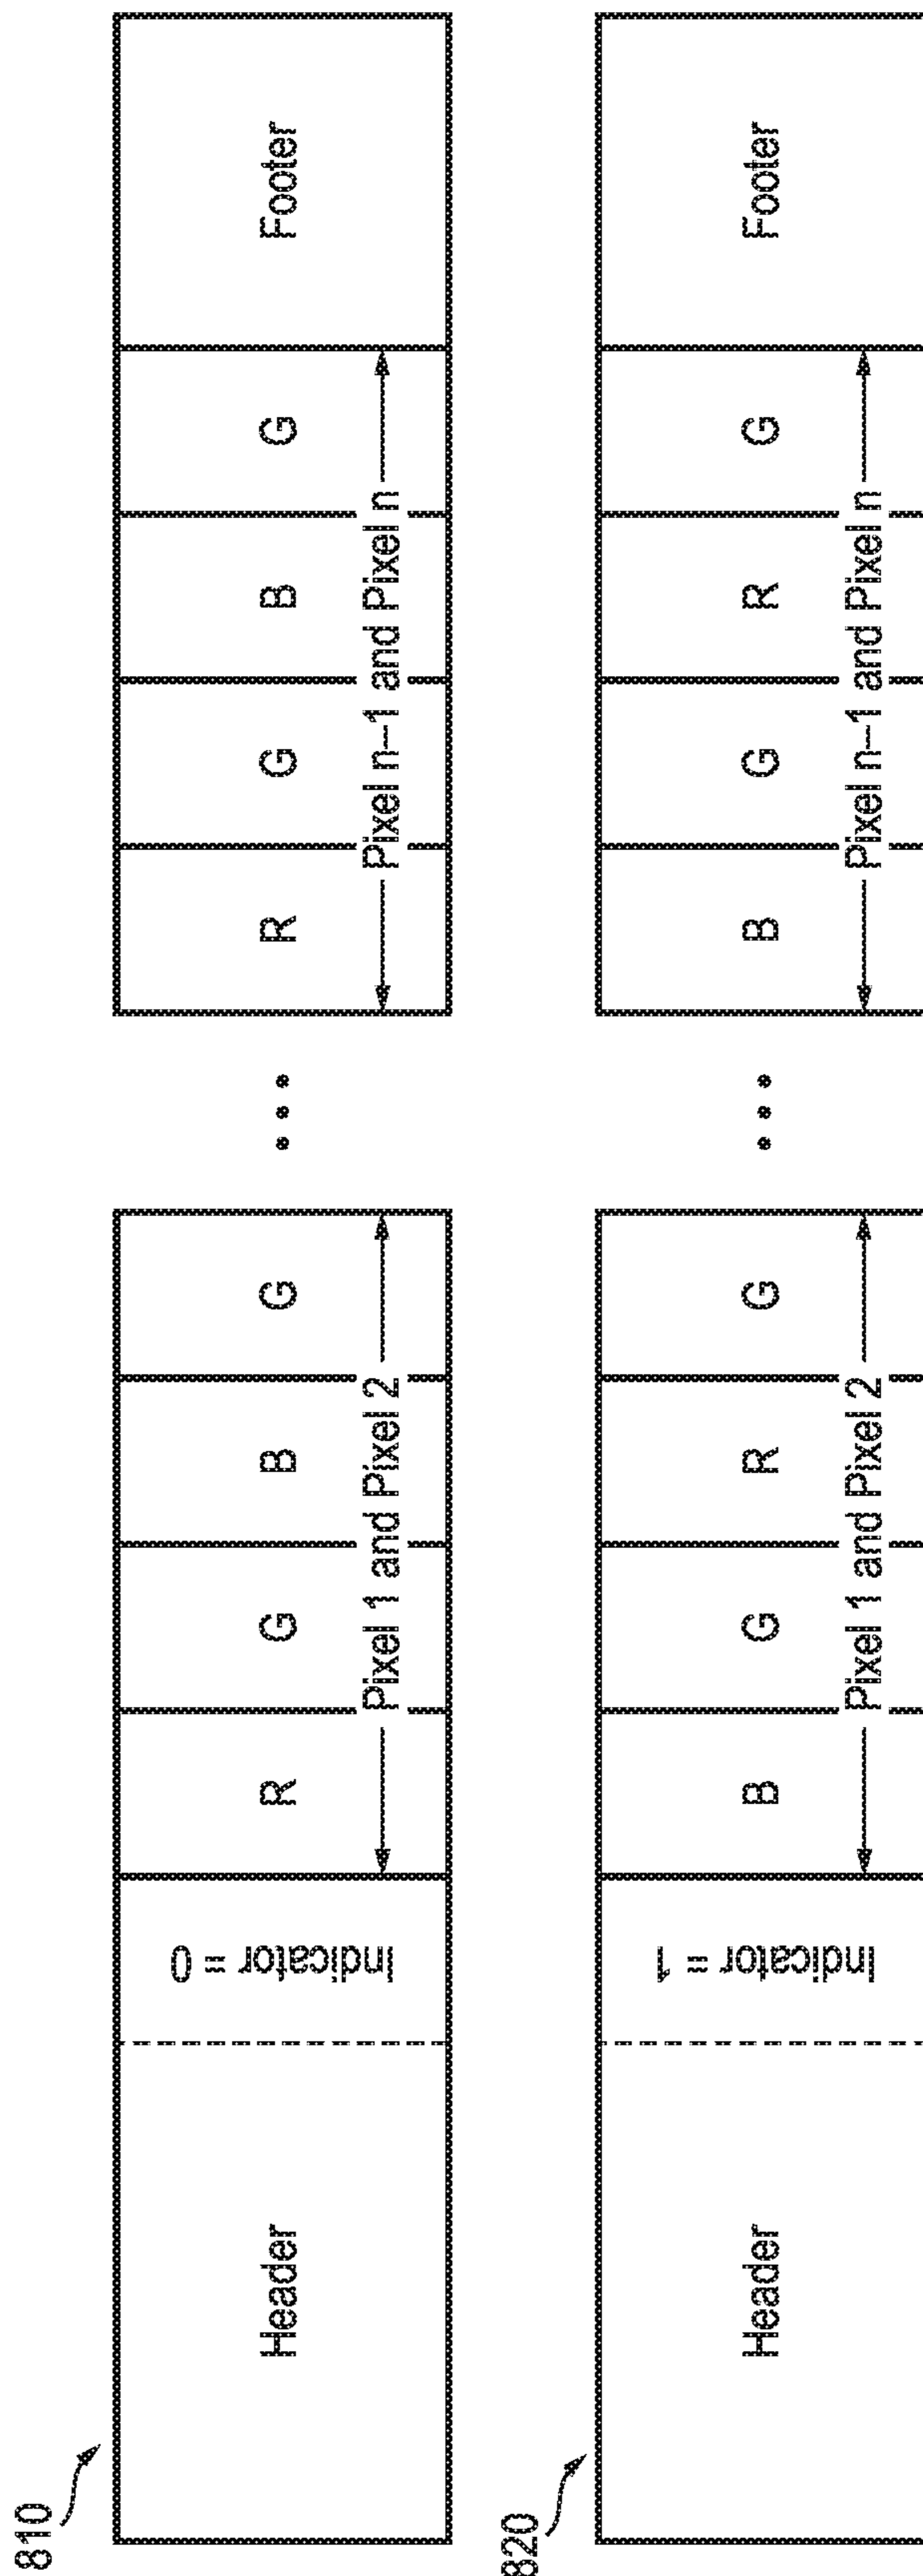 810
Header
Indicator = 0
R G B G
Pixel 1 and Pixel 2
...
R G B G
Pixel n–1 and Pixel n
Footer
820
Header
Indicator = 1
B G R G
Pixel 1 and Pixel 2
...
B G R G
Pixel n–1 and Pixel n
Footer